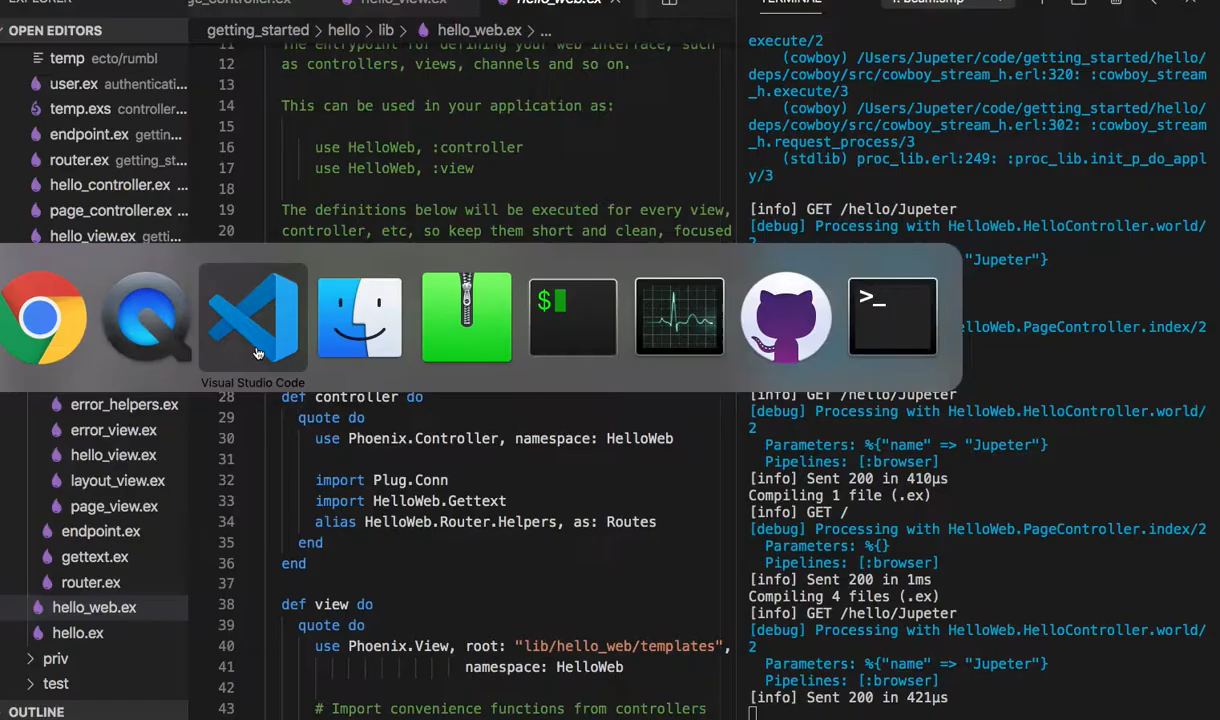 EXPLORER
OPEN EDITORS
temp ecto/rumbl
user.ex authenticati...
temp.exs controller...
endpoint.ex gettin...
router.ex getting_st...
hello_controller.ex ...
page_controller.ex ...
hello_view.ex getti...
error_helpers.ex
error_view.ex
hello_view.ex
layout_view.ex
page_view.ex
endpoint.ex
gettext.ex
router.ex
hello_web.ex
hello.ex
priv
test
OUTLINE
hello_view.ex
hello_web.ex
getting_started > hello > lib > hello_web.ex > ...
11 The entrypoint for defining your web interface, such
12 as controllers, views, channels and so on.
13
14 This can be used in your application as:
15
16 use HelloWeb, :controller
17 use HelloWeb, :view
18
19 The definitions below will be executed for every view,
20 controller, etc, so keep them short and clean, focused
$
>_
Visual Studio Code
28 def controller do
29 quote do
30 use Phoenix.Controller, namespace: HelloWeb
31
32 import Plug.Conn
33 import HelloWeb.Gettext
34 alias HelloWeb.Router.Helpers, as: Routes
35 end
36 end
37
38 def view do
39 quote do
40 use Phoenix.View, root: "lib/hello_web/templates",
41 namespace: HelloWeb
42
43 # Import convenience functions from controllers
TERMINAL
1: beam.smp
execute/2
(cowboy) /Users/Jupeter/code/getting_started/hello/
deps/cowboy/src/cowboy_stream_h.erl:320: :cowboy_stream
_h.execute/3
(cowboy) /Users/Jupeter/code/getting_started/hello/
deps/cowboy/src/cowboy_stream_h.erl:302: :cowboy_stream
_h.request_process/3
(stdlib) proc_lib.erl:249: :proc_lib.init_p_do_appl
y/3
[info] GET /hello/Jupeter
[debug] Processing with HelloWeb.HelloController.world/
2
"Jupeter"}
elloWeb.PageController.index/2
[info] GET /hello/Jupeter
[debug] Processing with HelloWeb.HelloController.world/
2
Parameters: %{"name" => "Jupeter"}
Pipelines: [:browser]
[info] Sent 200 in 410µs
Compiling 1 file (.ex)
[info] GET /
[debug] Processing with HelloWeb.PageController.index/2
Parameters: %{}
Pipelines: [:browser]
[info] Sent 200 in 1ms
Compiling 4 files (.ex)
[info] GET /hello/Jupeter
[debug] Processing with HelloWeb.HelloController.world/
2
Parameters: %{"name" => "Jupeter"}
Pipelines: [:browser]
[info] Sent 200 in 421µs